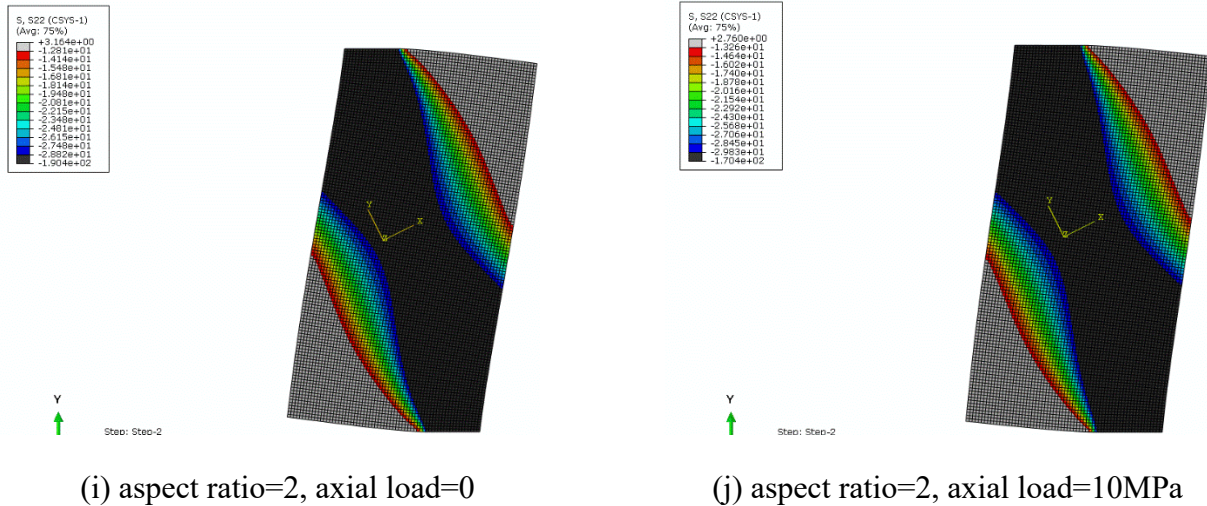 S, S22 (CSYS-1)
(Avg: 75%)
+3.164e+00
-1.281e+01
-1.414e+01
-1.548e+01
-1.681e+01
-1.814e+01
-1.948e+01
-2.081e+01
-2.215e+01
-2.348e+01
-2.481e+01
-2.615e+01
-2.748e+01
-2.882e+01
-1.904e+02
Y
X
Z
Y
Step: Step-2
(i) aspect ratio=2, axial load=0
S, S22 (CSYS-1)
(Avg: 75%)
+2.760e+00
-1.326e+01
-1.464e+01
-1.602e+01
-1.740e+01
-1.878e+01
-2.016e+01
-2.154e+01
-2.292e+01
-2.430e+01
-2.568e+01
-2.706e+01
-2.845e+01
-2.983e+01
-1.704e+02
Y
X
Z
Y
Step: Step-2
(j) aspect ratio=2, axial load=10MPa